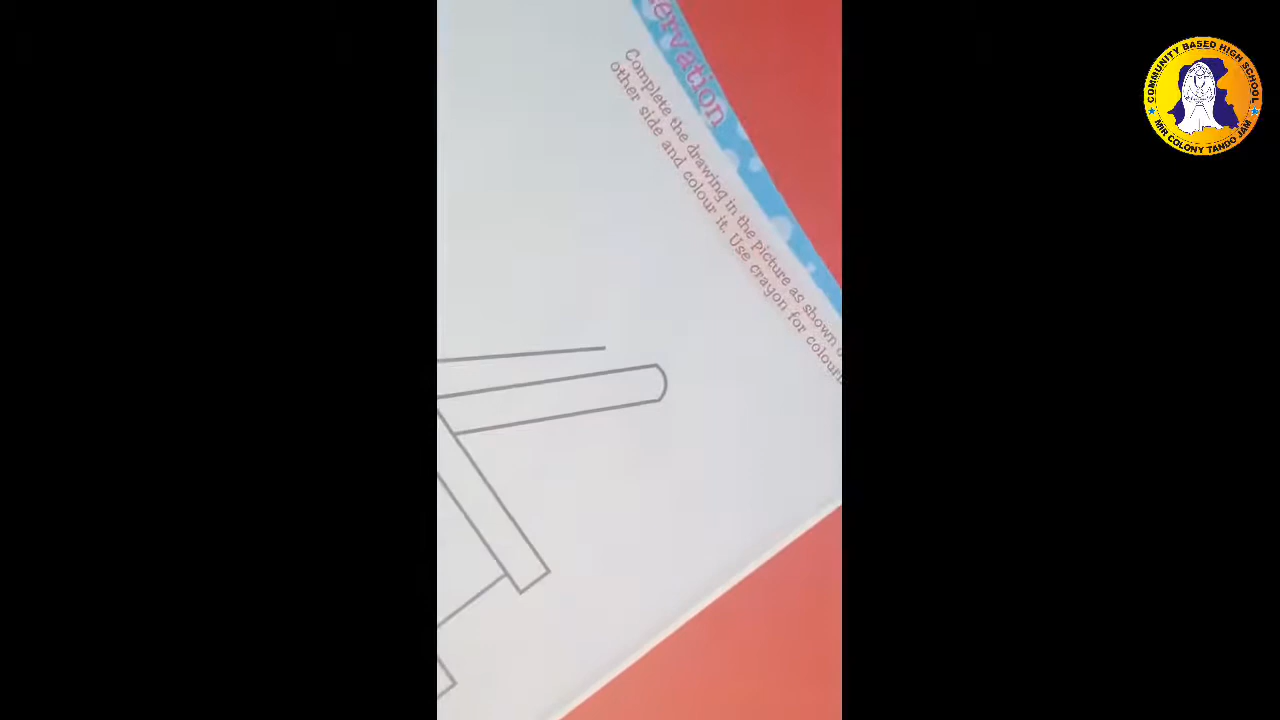 ervation
Complete the drawing in the picture as shown
other side and colour it. Use crayon for colour
COMMUNITY BASED HIGH SCHOOL
MIR COLONY TANDO JAM